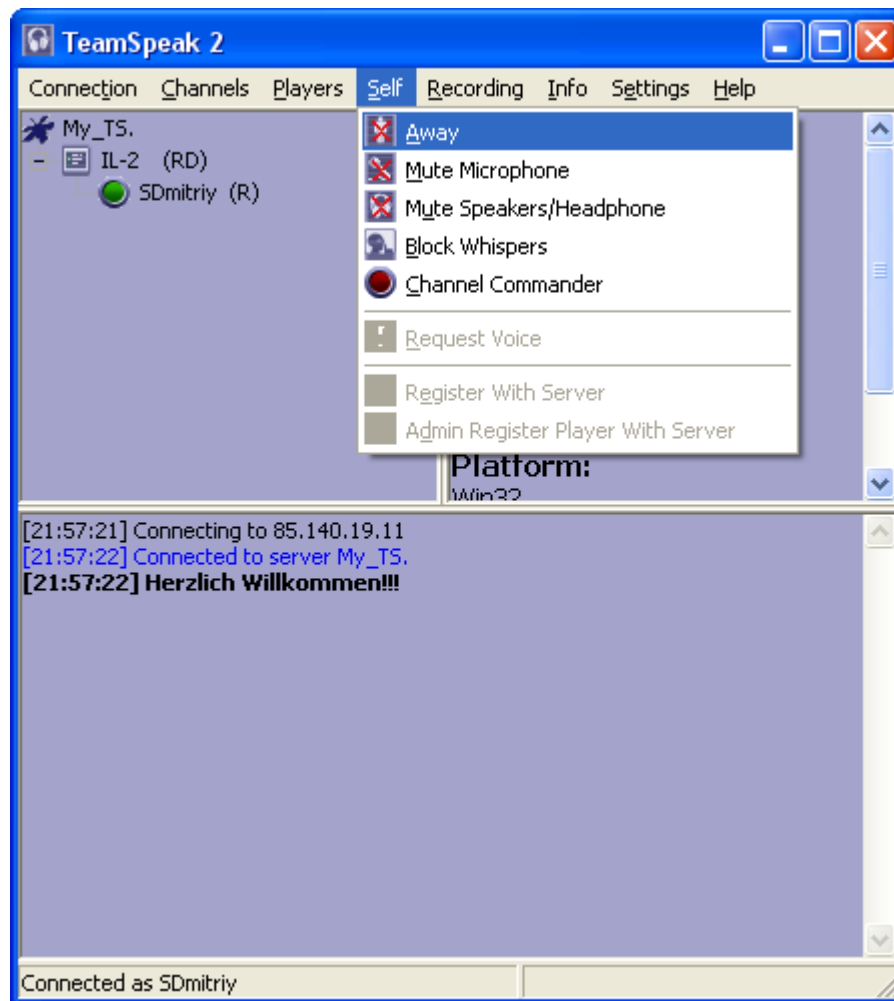 TeamSpeak 2
Connection Channels Players Self Recording Info Settings Help
My_TS.
IL-2 (RD)
SDmitriy (R)
Away
Mute Microphone
Mute Speakers/Headphone
Block Whispers
Channel Commander
Request Voice
Register With Server
Admin Register Player With Server
Platform:
Win32
[21:57:21] Connecting to 85.140.19.11
[21:57:22] Connected to server My_TS.
[21:57:22] Herzlich Willkommen!!!
Connected as SDmitriy